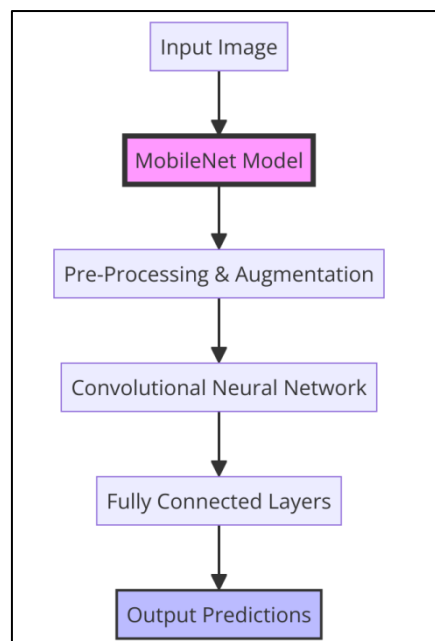 Input Image
MobileNet Model
Pre-Processing & Augmentation
Convolutional Neural Network
Fully Connected Layers
Output Predictions